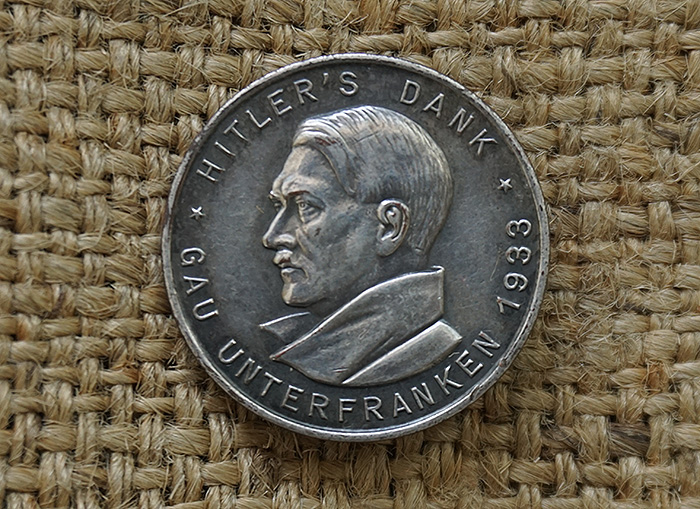 HITLER'S DANK
GAU UNTERFRANKEN 1933